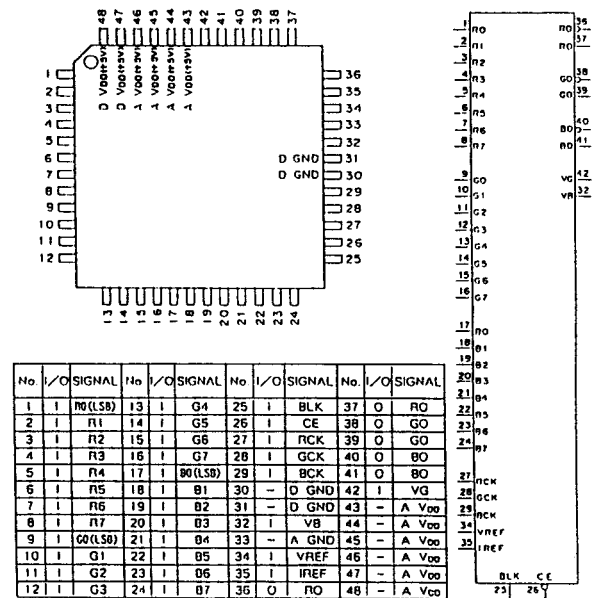 48 47 46 45 44 43 42 41 40 39 38 37
D VDD(+5V)
D VDD(+5V)
A VDD(+5V)
A VDD(+5V)
A VDD(+5V)
A VDD(+5V)
1 36
2 35
3 34
4 33
5 32
6 D GND 31
7 D GND 30
8 29
9 28
10 27
11 26
12 25
13 14 15 16 17 18 19 20 21 22 23 24
No. I/O SIGNAL No I/O SIGNAL No. I/O SIGNAL No. I/O SIGNAL
1 I R0(LSB) 13 I G4 25 I BLK 37 O RO
2 I R1 14 I G5 26 I CE 38 O GO
3 I R2 15 I G6 27 I RCK 39 O GO
4 I R3 16 I G7 28 I GCK 40 O BO
5 I R4 17 I B0(LSB) 29 I BCK 41 O BO
6 I R5 18 I B1 30 - D GND 42 I VG
7 I R6 19 I B2 31 - D GND 43 - A VDD
8 I R7 20 I B3 32 I VB 44 - A VDD
9 I G0(LSB) 21 I B4 33 - A GND 45 - A VDD
10 I G1 22 I B5 34 I VREF 46 - A VDD
11 I G2 23 I B6 35 I IREF 47 - A VDD
12 I G3 24 I B7 36 O RO 48 - A VDD
1 R0 RO 36
2 R1 RO 37
3 R2
4 R3 GO 38
5 R4 GO 39
6 R5
7 R6 BO 40
8 R7 BO 41
9 G0 VG 42
10 G1 VB 32
11 G2
12 G3
13 G4
14 G5
15 G6
16 G7
17 B0
18 B1
19 B2
20 B3
21 B4
22 B5
23 B6
24 B7
27 RCK
28 GCK
29 BCK
34 VREF
35 IREF
BLK CE
25 26